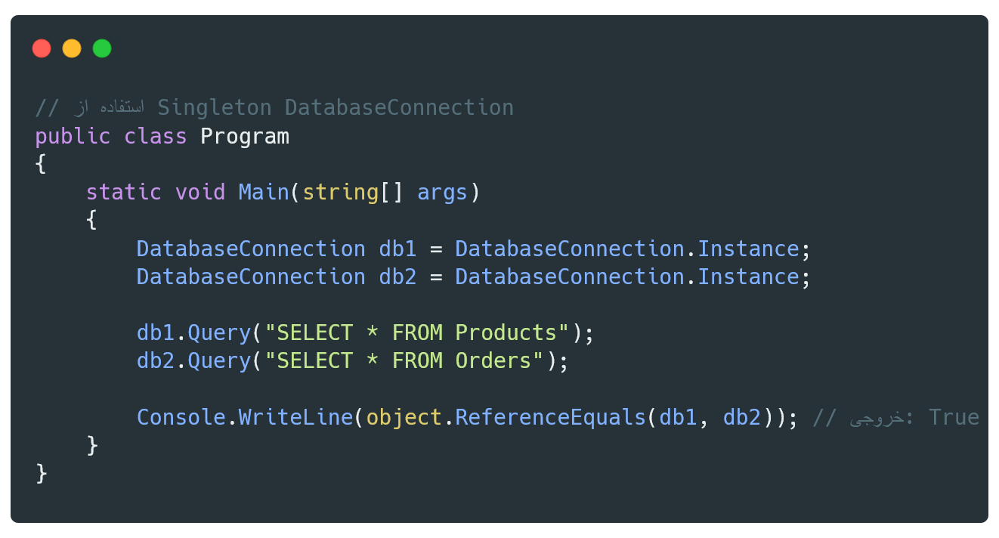 // استفاده از Singleton DatabaseConnection
public class Program
{
    static void Main(string[] args)
    {
        DatabaseConnection db1 = DatabaseConnection.Instance;
        DatabaseConnection db2 = DatabaseConnection.Instance;

        db1.Query("SELECT * FROM Products");
        db2.Query("SELECT * FROM Orders");

        Console.WriteLine(object.ReferenceEquals(db1, db2)); // خروجی: True
    }
}